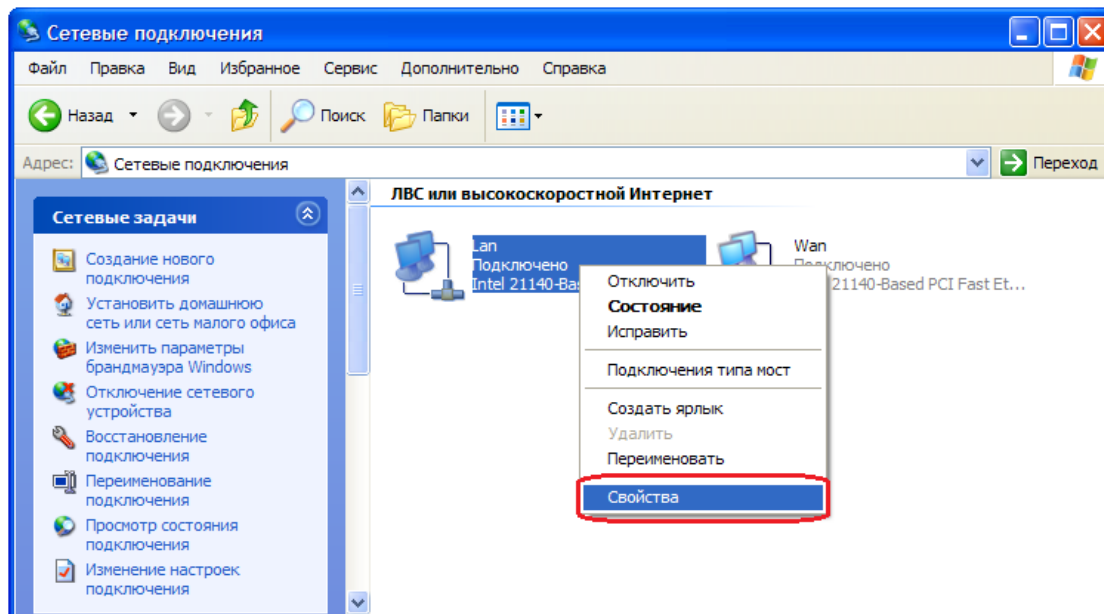 Сетевые подключения
Файл Правка Вид Избранное Сервис Дополнительно Справка
Назад Поиск Папки
Адрес: Сетевые подключения Переход
Сетевые задачи
Создание нового
подключения
Установить домашнюю
сеть или сеть малого офиса
Изменить параметры
брандмауэра Windows
Отключение сетевого
устройства
Восстановление
подключения
Переименование
подключения
Просмотр состояния
подключения
Изменение настроек
подключения
ЛВС или высокоскоростной Интернет
Lan
Подключено
Intel 21140-Bas
Wan
Подключено
21140-Based PCI Fast Et...
Отключить
Состояние
Исправить
Подключения типа мост
Создать ярлык
Удалить
Переименовать
Свойства